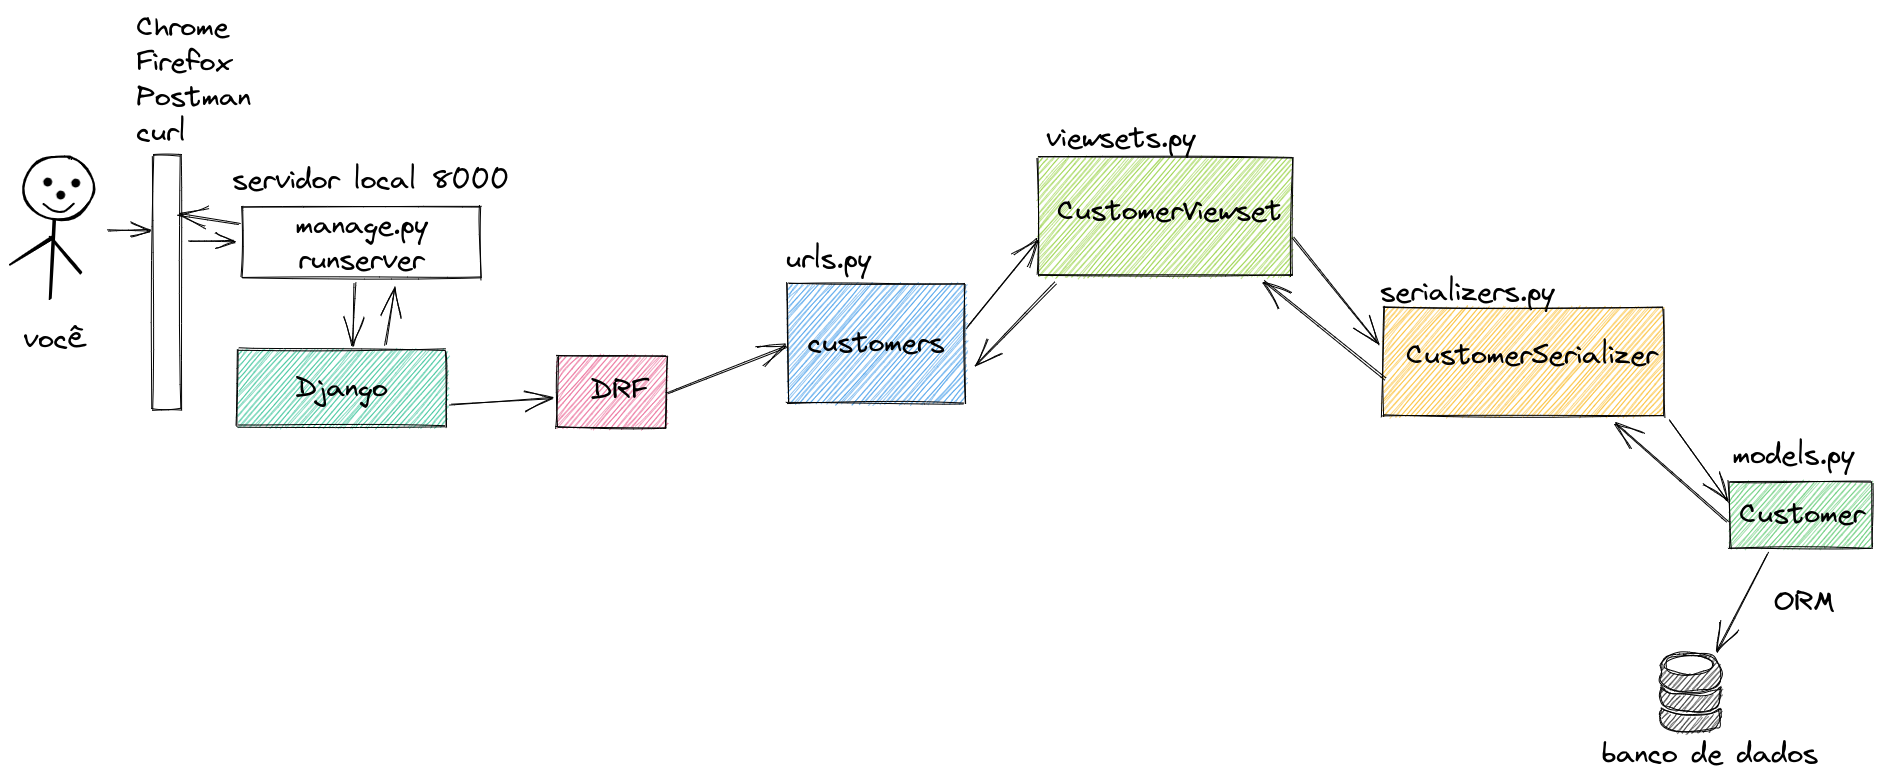 Chrome
Firefox
Postman
curl
você
servidor local 8000
manage.py
runserver
Django
DRF
urls.py
customers
viewsets.py
CustomerViewset
serializers.py
CustomerSerializer
models.py
Customer
ORM
banco de dados